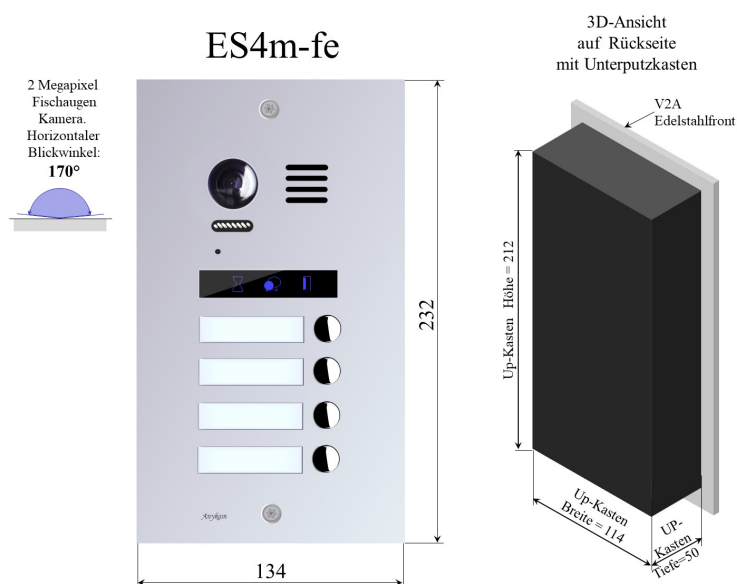 ES4m-fe
2 Megapixel
Fischaugen
Kamera.
Horizontaler
Blickwinkel:
170°
Anykam
232
134
3D-Ansicht
auf Rückseite
mit Unterputzkasten
V2A
Edelstahlfront
Up-Kasten Höhe = 212
Up-Kasten
Breite = 114
UP-
Kasten
Tiefe=50